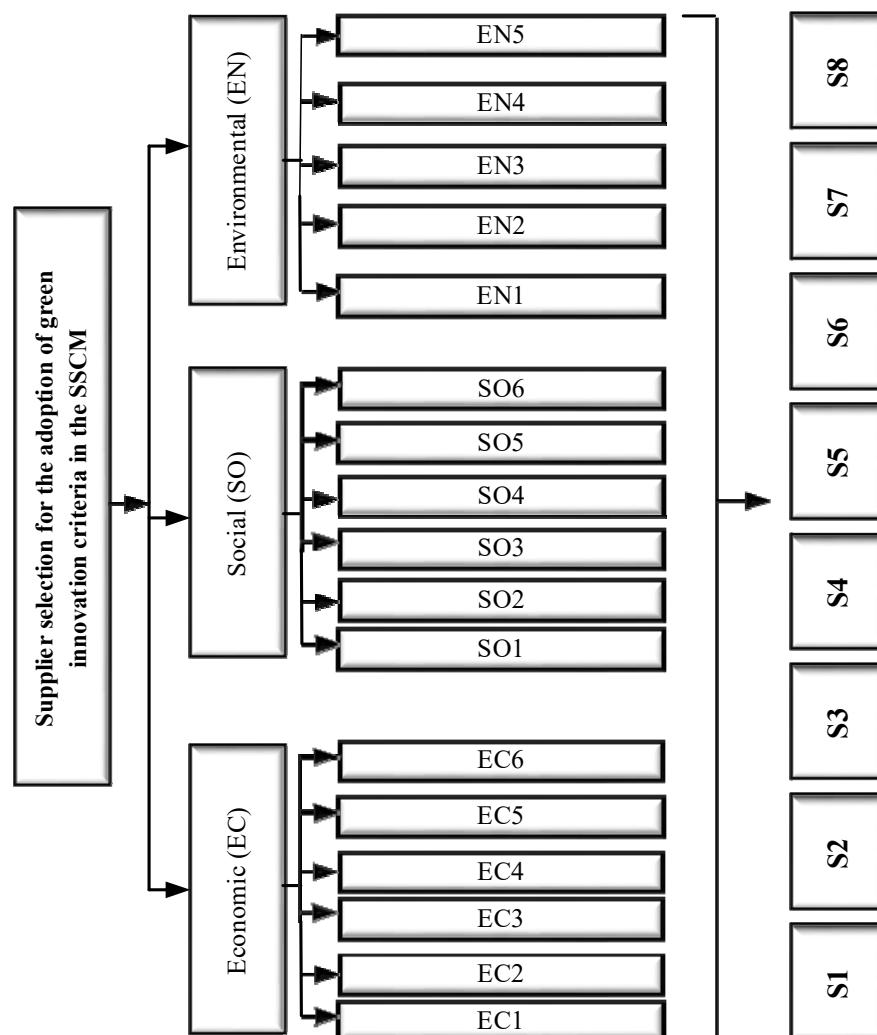 Supplier selection for the adoption of green
innovation criteria in the SSCM
Environmental (EN)
EN5
EN4
EN3
EN2
EN1
Social (SO)
SO6
SO5
SO4
SO3
SO2
SO1
Economic (EC)
EC6
EC5
EC4
EC3
EC2
EC1
S8
S7
S6
S5
S4
S3
S2
S1